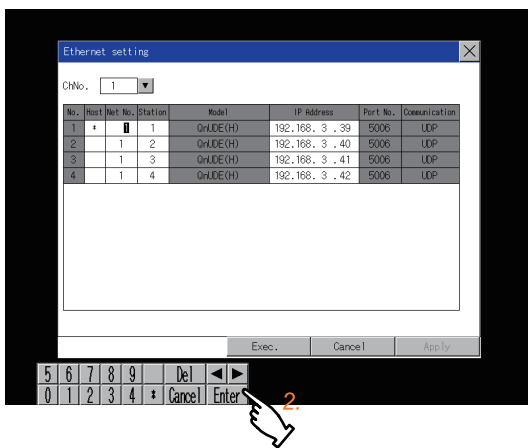 Ethernet setting
ChNo. 1
No. Host Net No. Station Model IP Address Port No. Communication
1 * 1 1 QnUDE(H) 192.168. 3 .39 5006 UDP
2 1 2 QnUDE(H) 192.168. 3 .40 5006 UDP
3 1 3 QnUDE(H) 192.168. 3 .41 5006 UDP
4 1 4 QnUDE(H) 192.168. 3 .42 5006 UDP
Exec. Cancel Apply
5 6 7 8 9 Del ◀ ▶
0 1 2 3 4 * Cancel Enter
2.